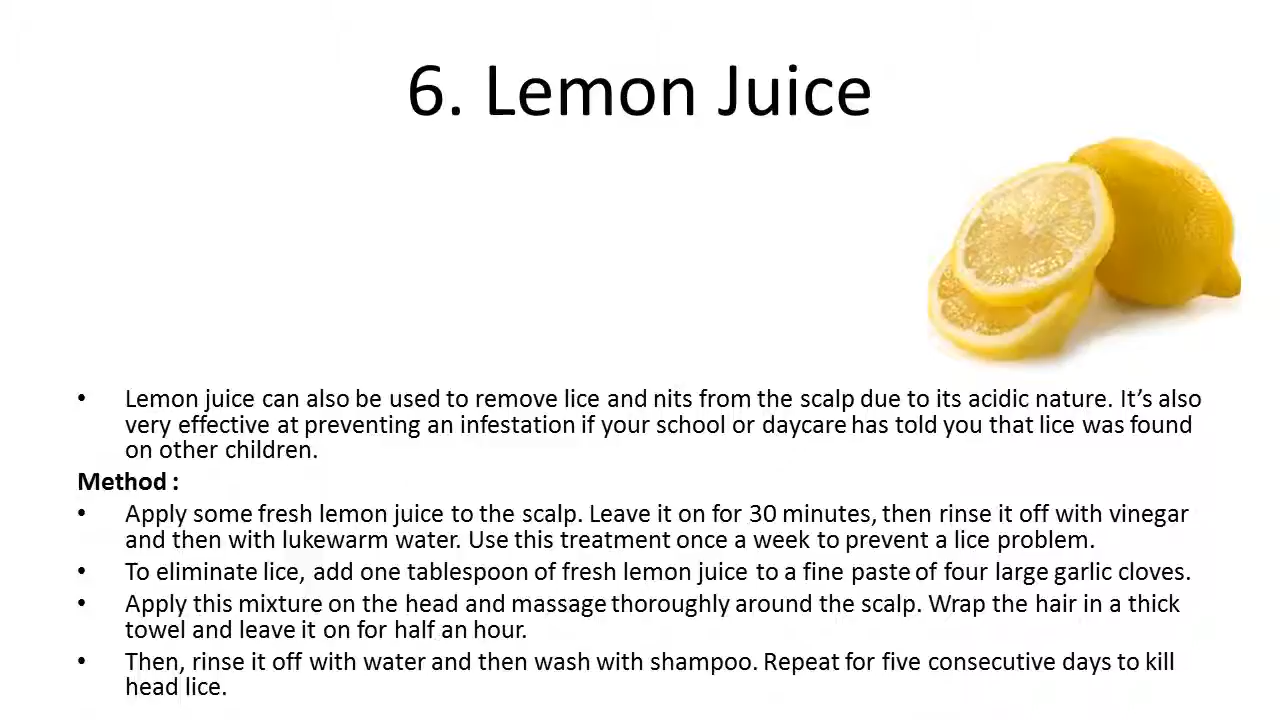 6. Lemon Juice
• Lemon juice can also be used to remove lice and nits from the scalp due to its acidic nature. It’s also
very effective at preventing an infestation if your school or daycare has told you that lice was found
on other children.
Method :
• Apply some fresh lemon juice to the scalp. Leave it on for 30 minutes, then rinse it off with vinegar
and then with lukewarm water. Use this treatment once a week to prevent a lice problem.
• To eliminate lice, add one tablespoon of fresh lemon juice to a fine paste of four large garlic cloves.
• Apply this mixture on the head and massage thoroughly around the scalp. Wrap the hair in a thick
towel and leave it on for half an hour.
• Then, rinse it off with water and then wash with shampoo. Repeat for five consecutive days to kill
head lice.